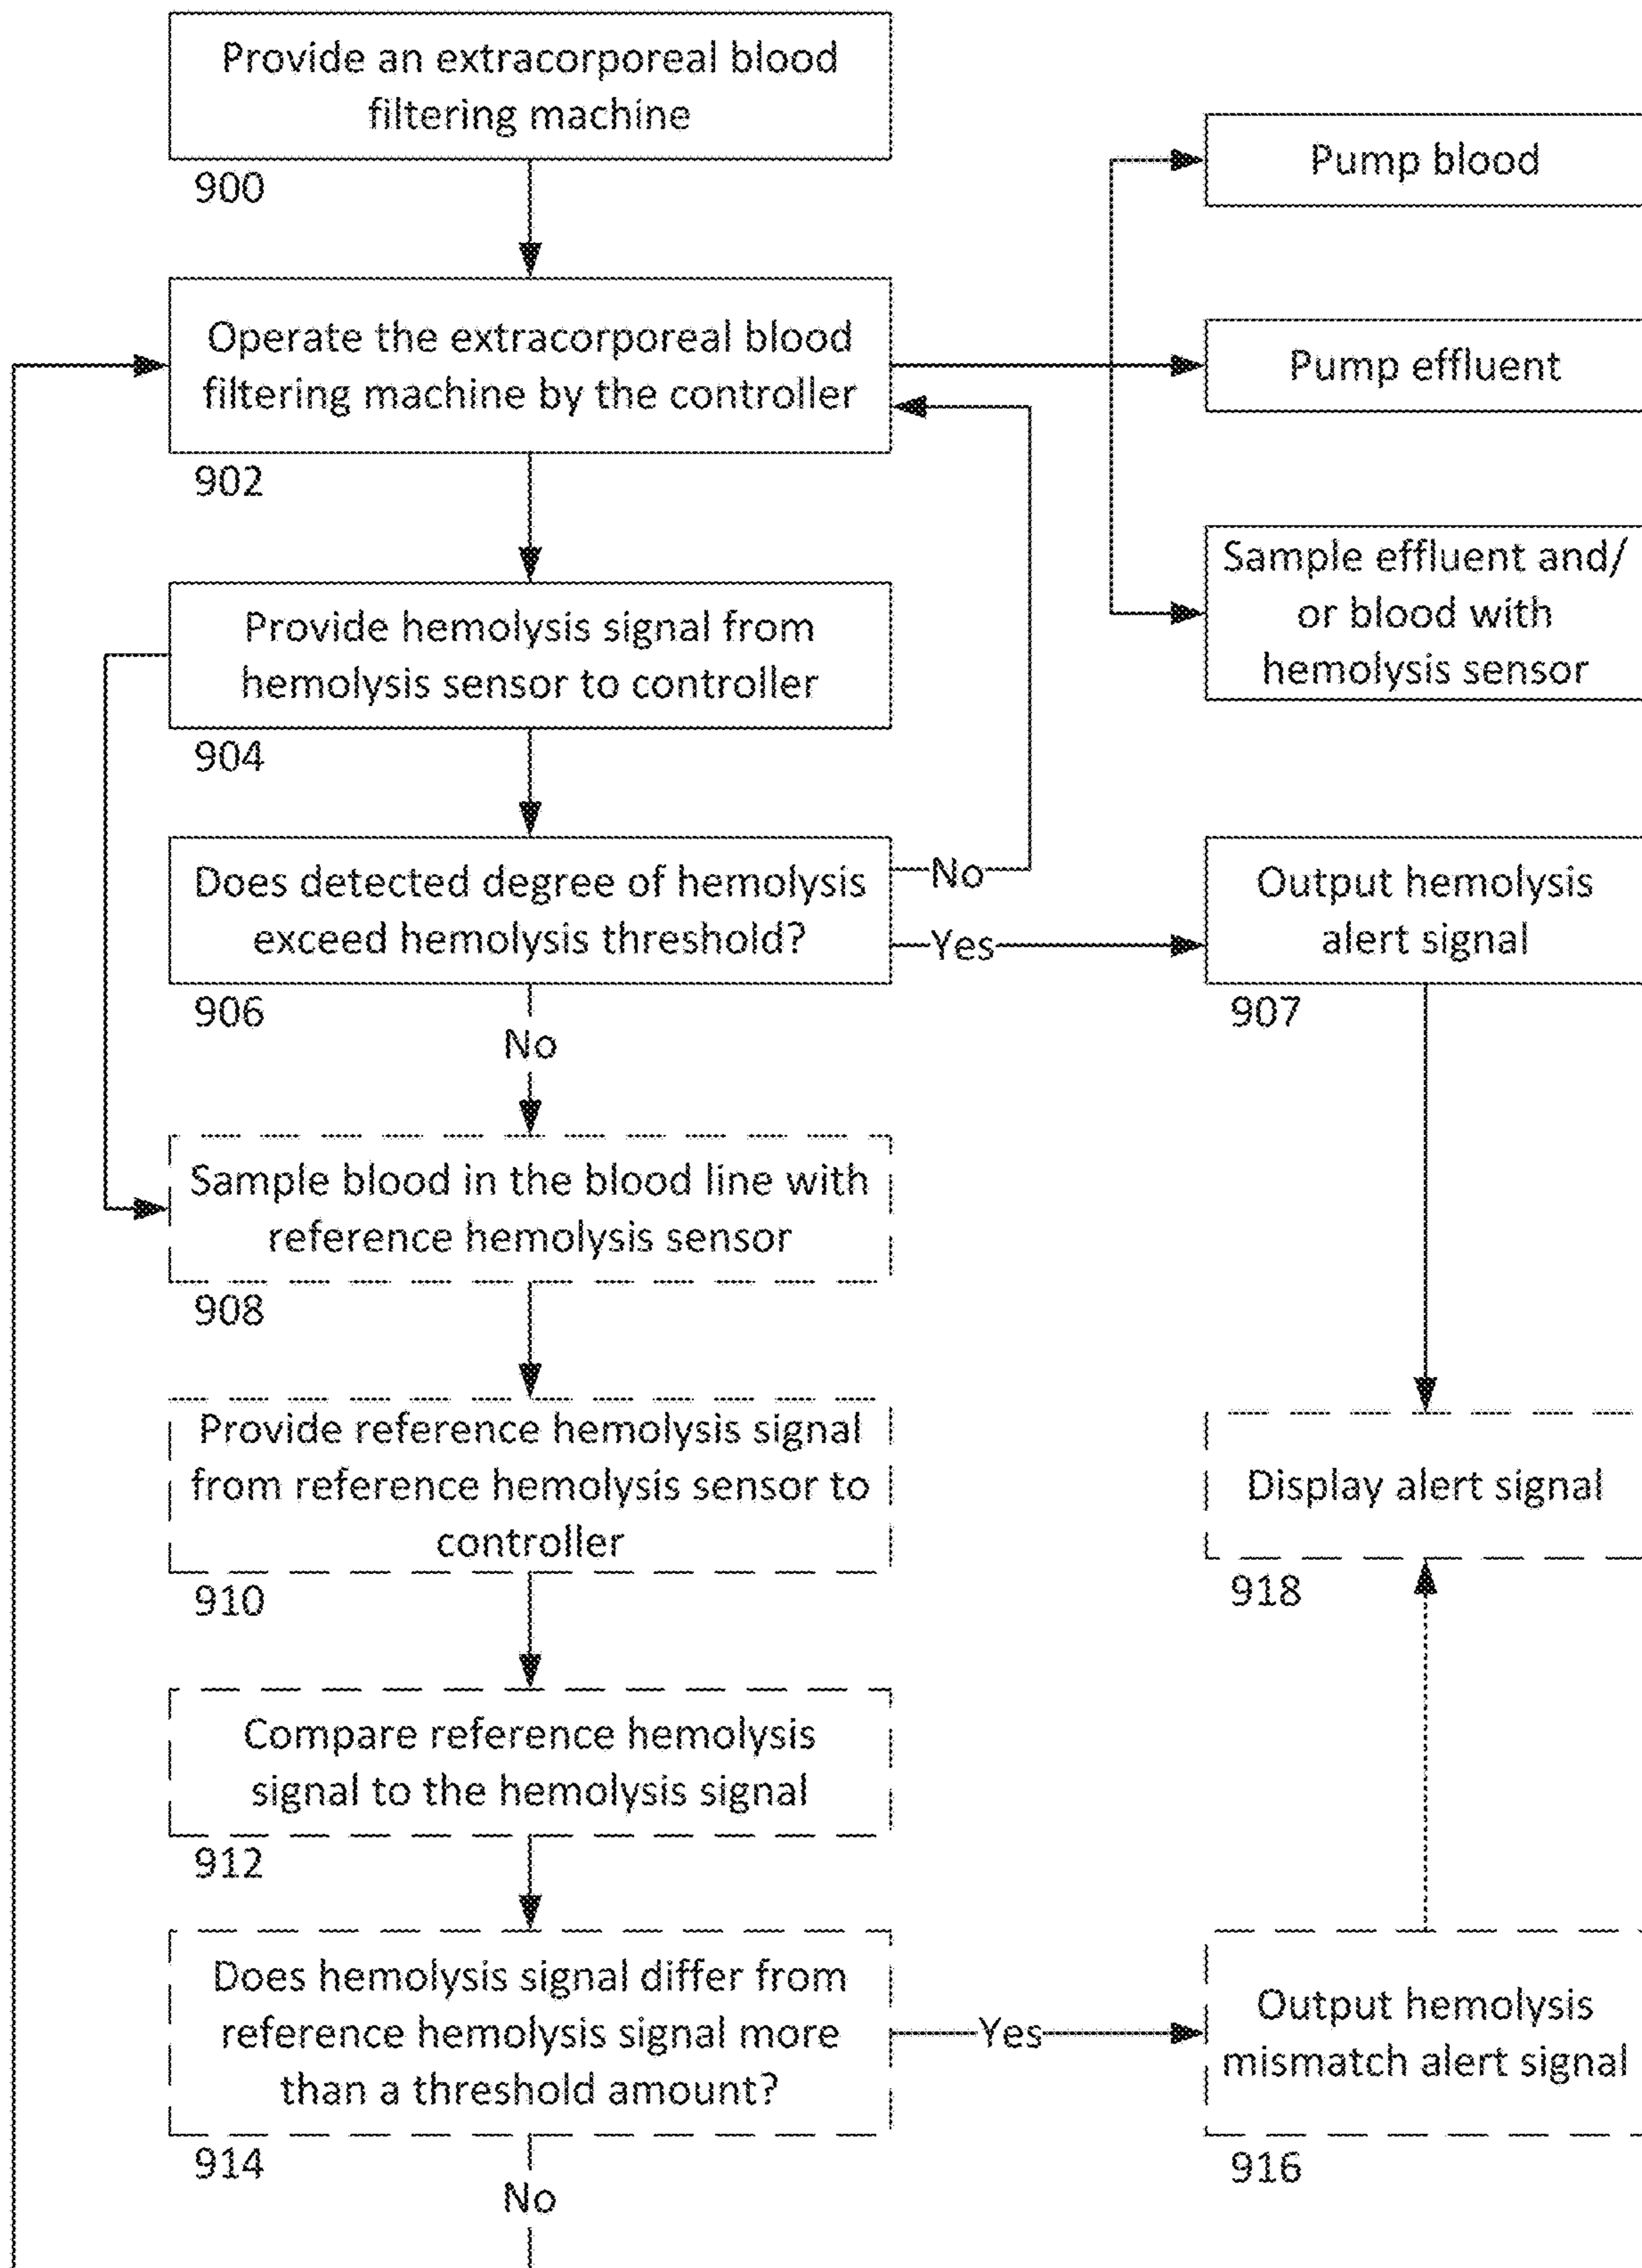 Provide an extracorporeal blood
filtering machine
900
Pump blood
Operate the extracorporeal blood
filtering machine by the controller
902
Pump effluent
Sample effluent and/
or blood with
hemolysis sensor
Provide hemolysis signal from
hemolysis sensor to controller
904
Does detected degree of hemolysis
exceed hemolysis threshold?
906
No
Yes
Output hemolysis
alert signal
907
No
Sample blood in the blood line with
reference hemolysis sensor
908
Provide reference hemolysis signal
from reference hemolysis sensor to
controller
910
Display alert signal
918
Compare reference hemolysis
signal to the hemolysis signal
912
Does hemolysis signal differ from
reference hemolysis signal more
than a threshold amount?
914
Yes
Output hemolysis
mismatch alert signal
916
No